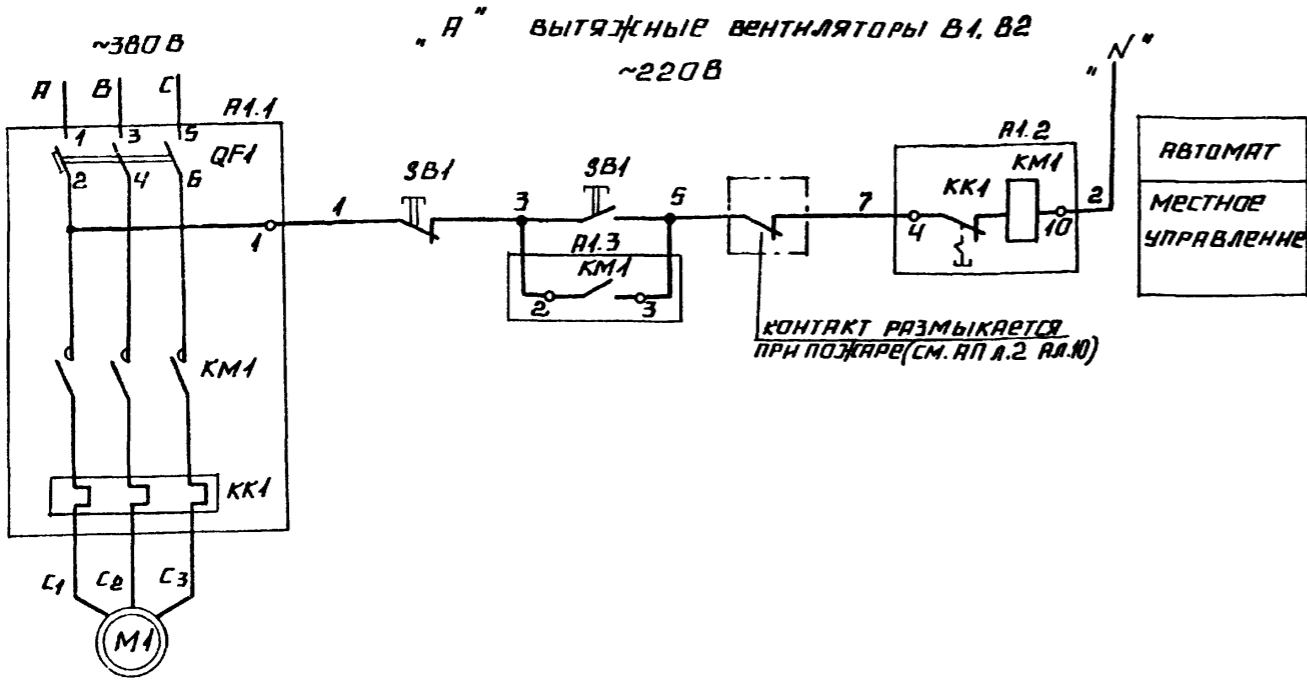 „А” ВЫТЯЖНЫЕ ВЕНТИЛЯТОРЫ В1, В2
~380 В
~220 В
„N”
А В С
А1.1
1 3 5
QF1
2 4 6
1
1
SB1
3
SB1
5
А1.3
КМ1
2 3
7
А1.2
КК1 КМ1
4 10
2
АВТОМАТ
МЕСТНОЕ
УПРАВЛЕНИЕ
КОНТАКТ РАЗМЫКАЕТСЯ
ПРИ ПОЖАРЕ (СМ. АП Л.2 АЛ.10)
КМ1
КК1
С1 С2 С3
М1